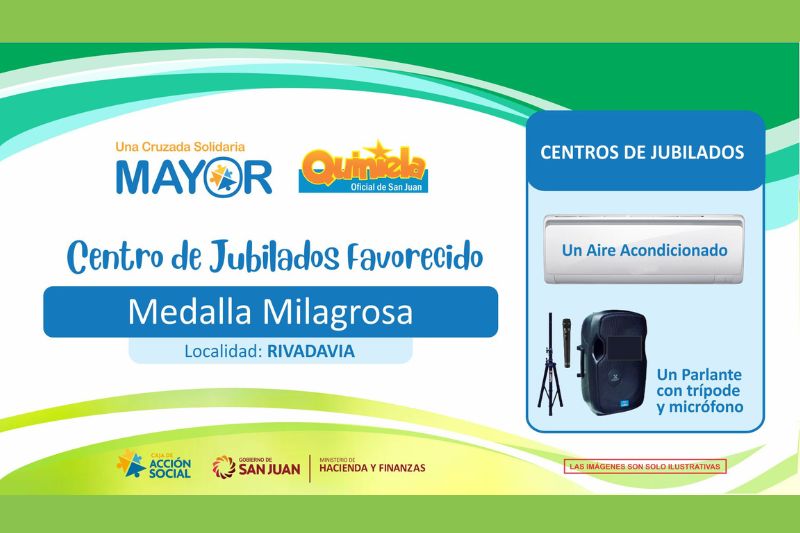 Una Cruzada Solidaria
MAYOR
Quiniela
Oficial de San Juan
Centro de Jubilados Favorecido
Medalla Milagrosa
Localidad: RIVADAVIA
CENTROS DE JUBILADOS
Un Aire Acondicionado
Un Parlante
con trípode
y micrófono
CAJA DE
ACCIÓN
SOCIAL
GOBIERNO DE
SAN JUAN
MINISTERIO DE
HACIENDA Y FINANZAS
LAS IMÁGENES SON SOLO ILUSTRATIVAS